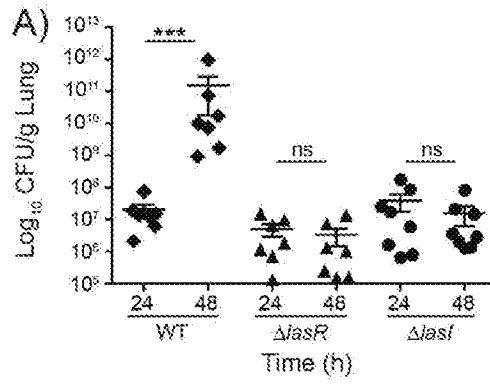 A)
Log₁₀ CFU/g Lung
10¹³
10¹²
10¹¹
10¹⁰
10⁹
10⁸
10⁷
10⁶
10⁵
***
ns
ns
24 48 24 48 24 48
WT ΔlasR ΔlasI
Time (h)